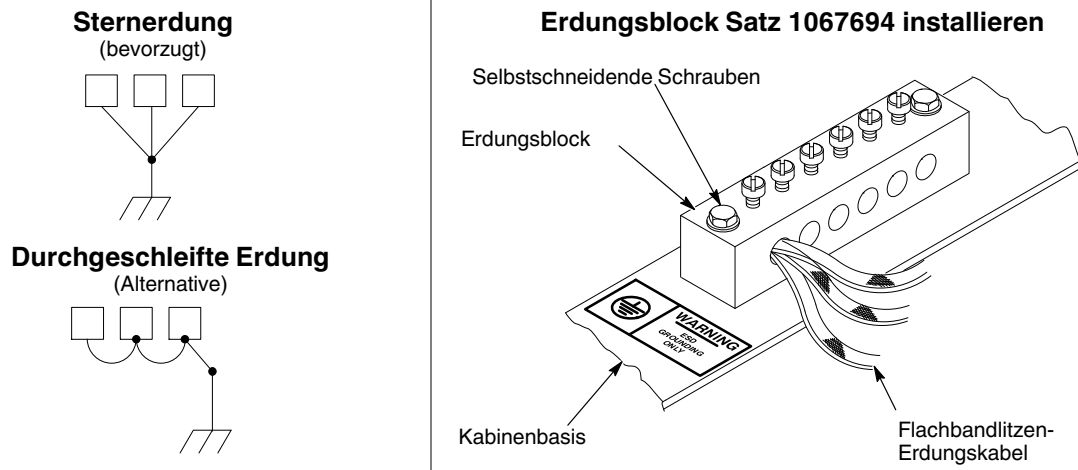 Sternerdung
(bevorzugt)
Durchgeschleifte Erdung
(Alternative)
Erdungsblock Satz 1067694 installieren
Selbstschneidende Schrauben
Erdungsblock
WARNING
ESD
GROUNDING
ONLY
Kabinenbasis
Flachbandlitzen-
Erdungskabel